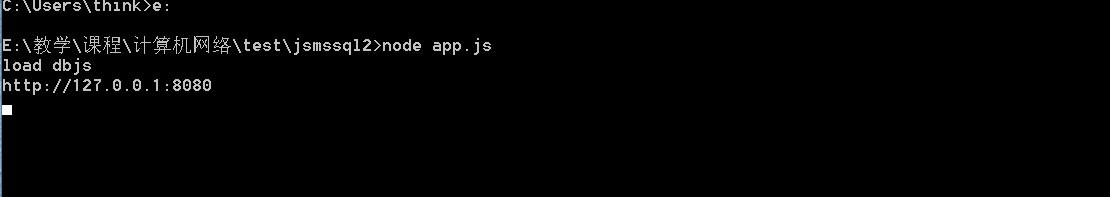 C:\Users\think>e:
E:\教学\课程\计算机网络\test\jsmssql2>node app.js
load dbjs
http://127.0.0.1:8080